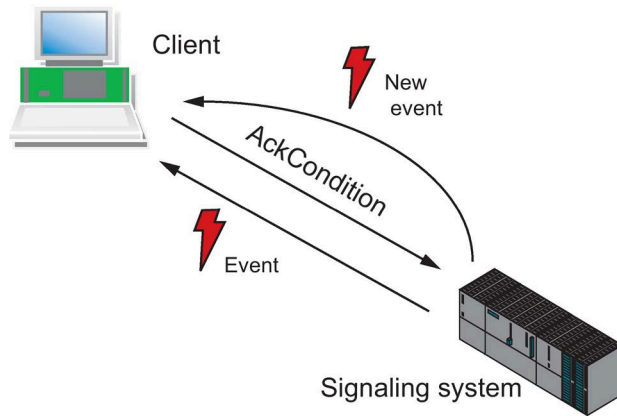 Client
New
event
AckCondition
Event
Signaling system